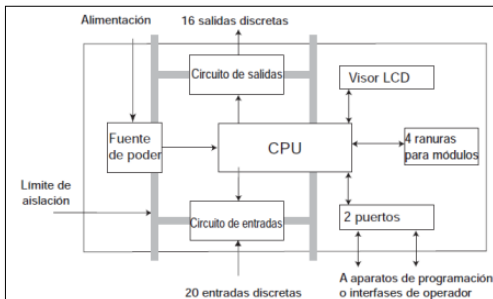 Alimentación
16 salidas discretas
Circuito de salidas
Visor LCD
Fuente
de poder
CPU
4 ranuras
para módulos
Límite de
aislación
Circuito de entradas
2 puertos
20 entradas discretas
A aparatos de programación
o interfases de operador